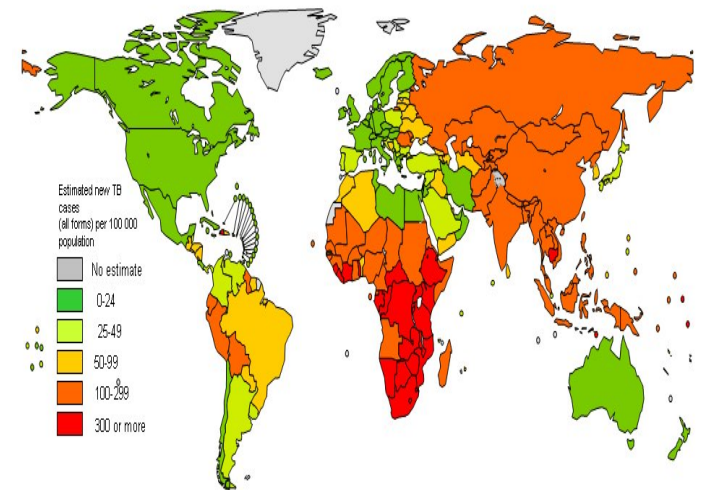 Estimated new TB
cases
(all forms) per 100 000
population
No estimate
0-24
25-49
50-99
100-299
300 or more